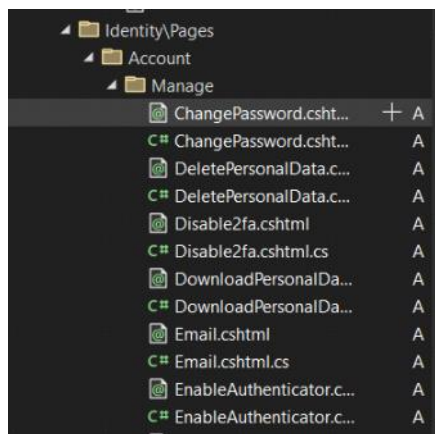 Identity\Pages
Account
Manage
ChangePassword.csht... A
C# ChangePassword.csht... A
@ DeletePersonalData.c... A
C# DeletePersonalData.c... A
@ Disable2fa.cshtml A
C# Disable2fa.cshtml.cs A
@ DownloadPersonalDa... A
C# DownloadPersonalDa... A
@ Email.cshtml A
C# Email.cshtml.cs A
@ EnableAuthenticator.c... A
C# EnableAuthenticator.c... A